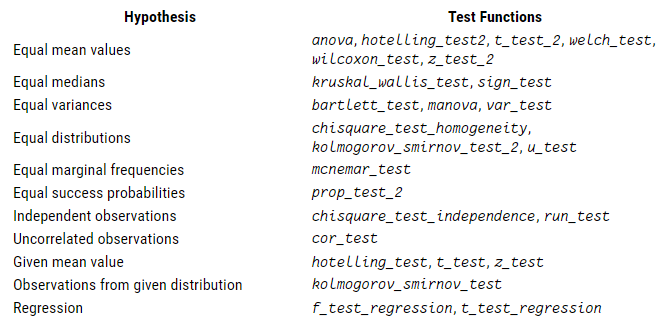 Hypothesis Test Functions
Equal mean values anova, hotelling_test2, t_test_2, welch_test,
wilcoxon_test, z_test_2
Equal medians kruskal_wallis_test, sign_test
Equal variances bartlett_test, manova, var_test
Equal distributions chisquare_test_homogeneity,
kolmogorov_smirnov_test_2, u_test
Equal marginal frequencies mcnemar_test
Equal success probabilities prop_test_2
Independent observations chisquare_test_independence, run_test
Uncorrelated observations cor_test
Given mean value hotelling_test, t_test, z_test
Observations from given distribution kolmogorov_smirnov_test
Regression f_test_regression, t_test_regression